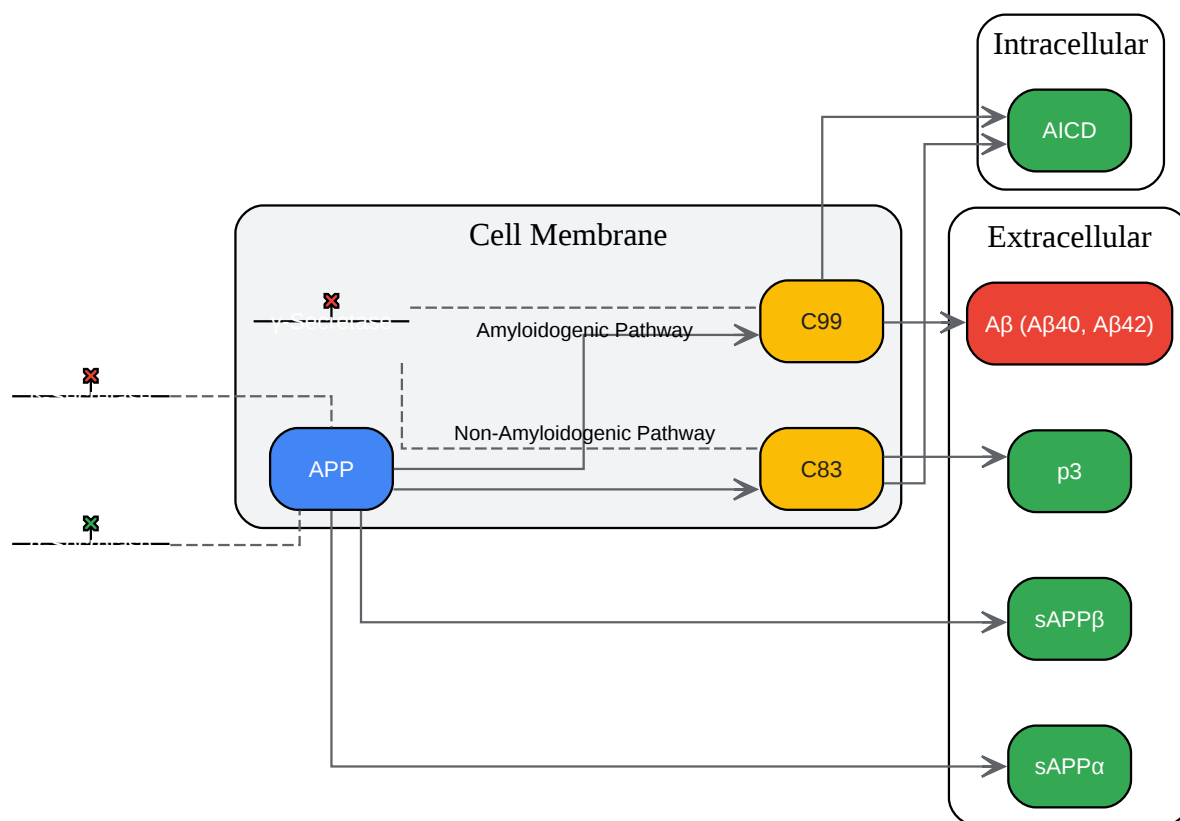 Intracellular
AICD
Cell Membrane
Extracellular
γ-Secretase
C99
Aβ (Aβ40, Aβ42)
Amyloidogenic Pathway
Non-Amyloidogenic Pathway
APP
C83
p3
sAPPβ
sAPPα